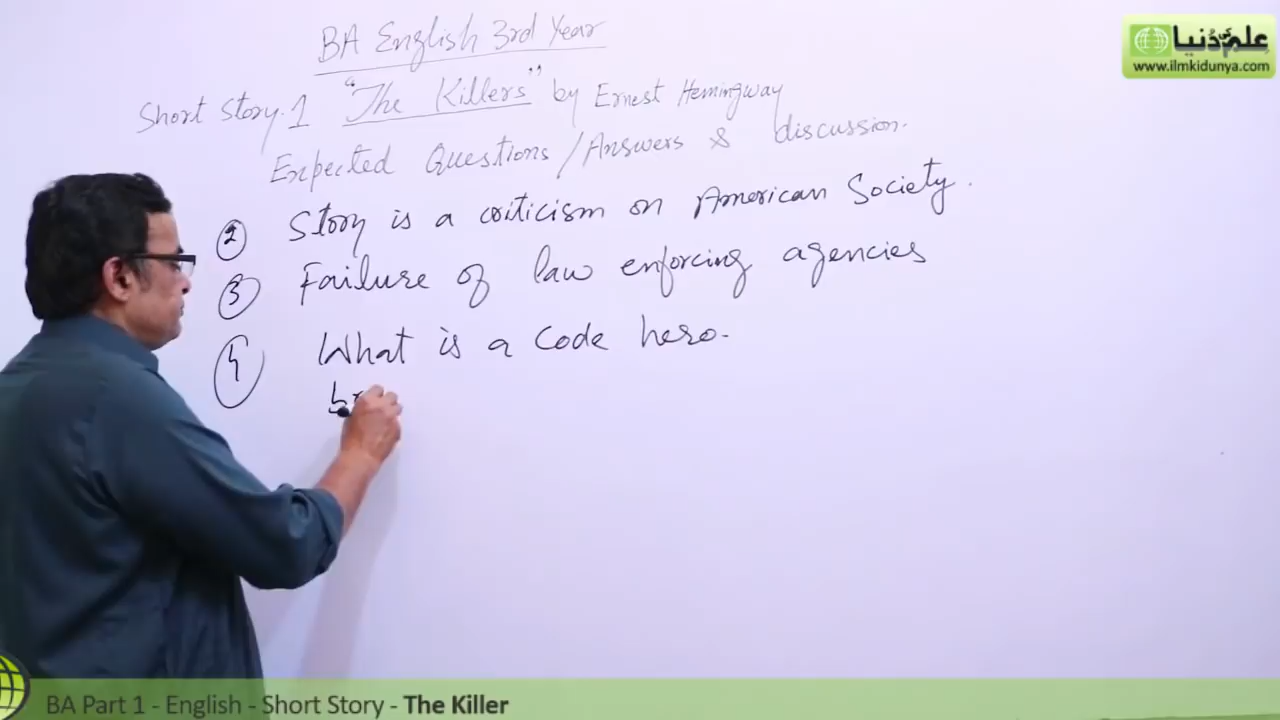 BA English 3rd Year
Short Story.1 "The Killers" by Ernest Hemingway
Expected Questions/Answers & discussion.
② Story is a criticism on American Society.
③ Failure of law enforcing agencies
④ What is a Code hero.
br
علم کی دنیا
www.ilmkidunya.com
BA Part 1 - English - Short Story - The Killer